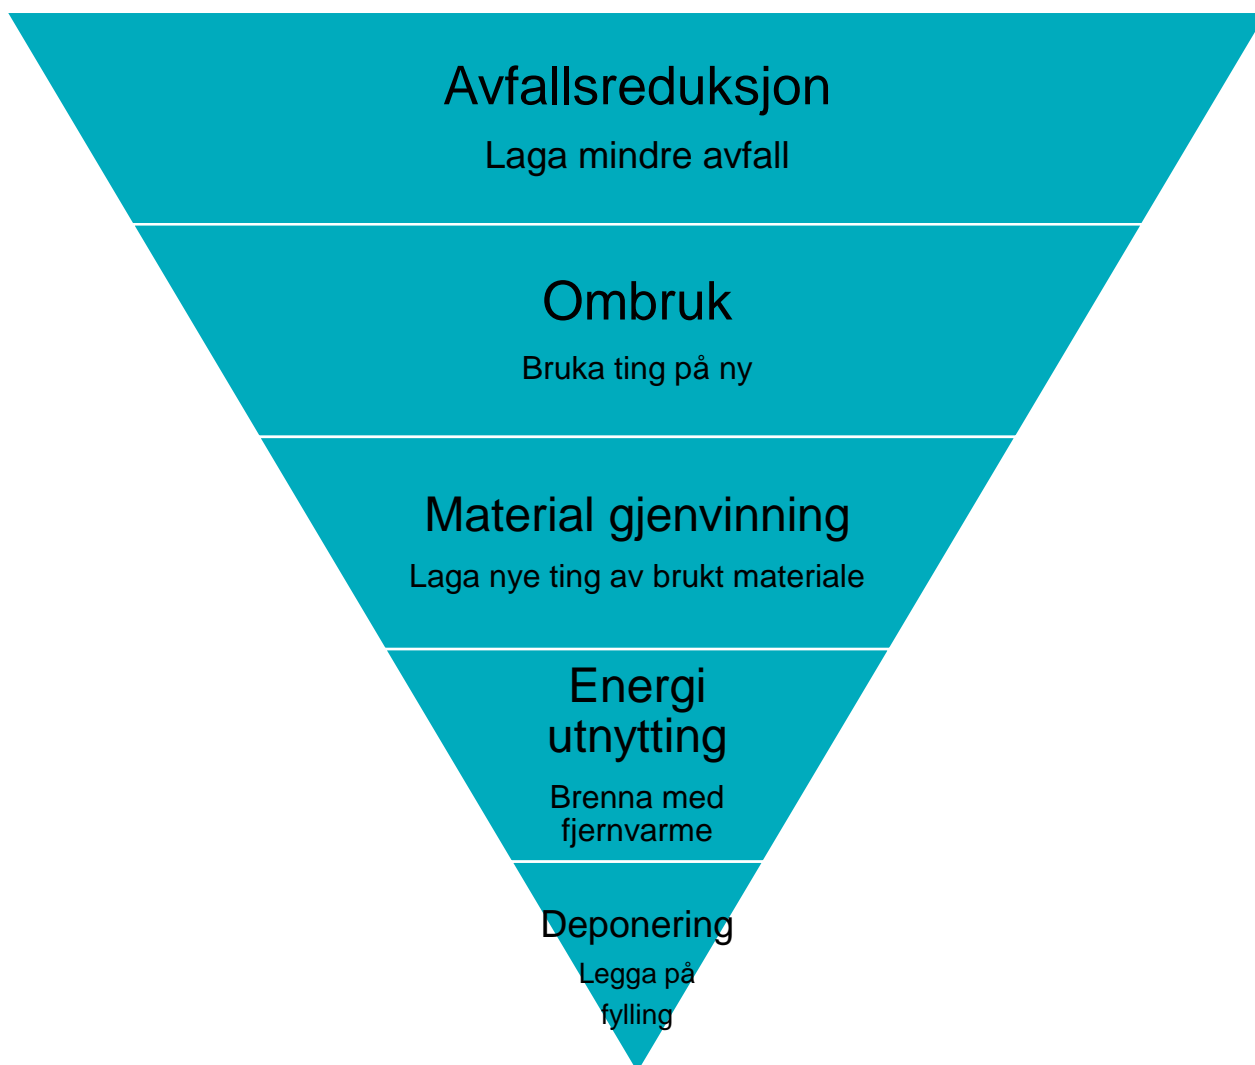 Avfallsreduksjon
Laga mindre avfall
Ombruk
Bruka ting på ny
Material gjenvinning
Laga nye ting av brukt materiale
Energi
utnytting
Brenna med
fjernvarme
Deponering
Legga på
fylling